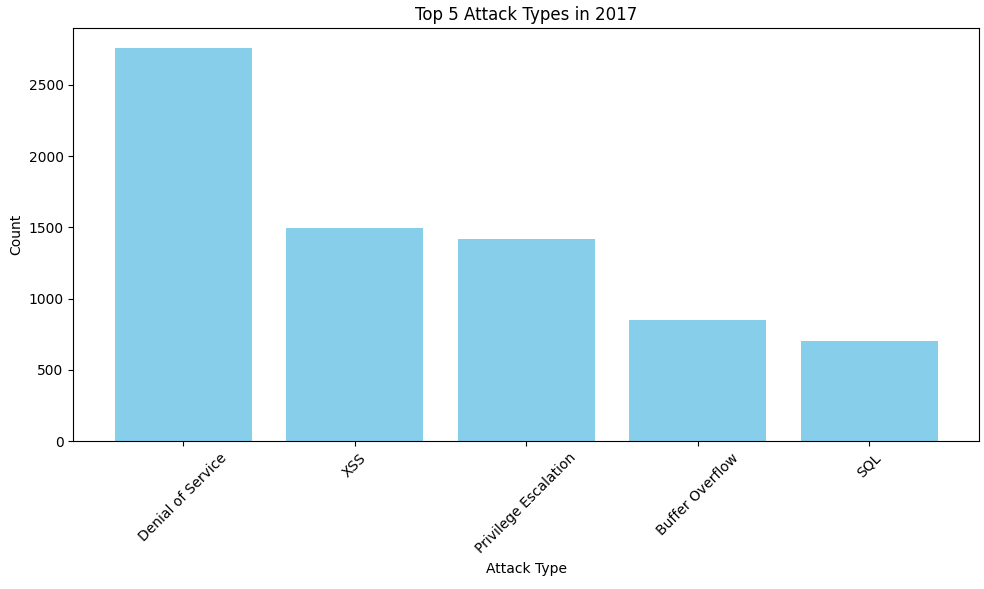 Top 5 Attack Types in 2017
Count
2500
2000
1500
1000
500
0
Denial of Service
XSS
Privilege Escalation
Buffer Overflow
SQL
Attack Type